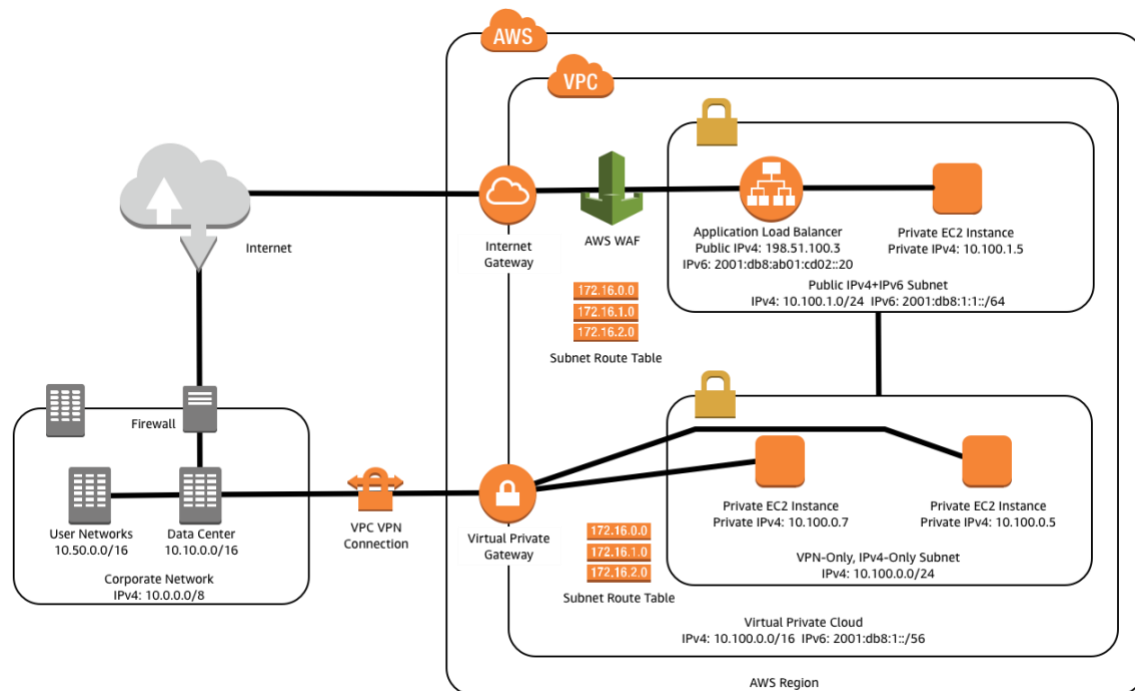 AWS
VPC
Internet
Internet
Gateway
AWS WAF
Application Load Balancer
Public IPv4: 198.51.100.3
IPv6: 2001:db8:ab01:cd02::20
Private EC2 Instance
Private IPv4: 10.100.1.5
Public IPv4+IPv6 Subnet
IPv4: 10.100.1.0/24 IPv6: 2001:db8:1:1::/64
172.16.0.0
172.16.1.0
172.16.2.0
Subnet Route Table
Firewall
User Networks
10.50.0.0/16
Data Center
10.10.0.0/16
Corporate Network
IPv4: 10.0.0.0/8
VPC VPN
Connection
Virtual Private
Gateway
Private EC2 Instance
Private IPv4: 10.100.0.7
Private EC2 Instance
Private IPv4: 10.100.0.5
VPN-Only, IPv4-Only Subnet
IPv4: 10.100.0.0/24
172.16.0.0
172.16.1.0
172.16.2.0
Subnet Route Table
Virtual Private Cloud
IPv4: 10.100.0.0/16 IPv6: 2001:db8:1::/56
AWS Region